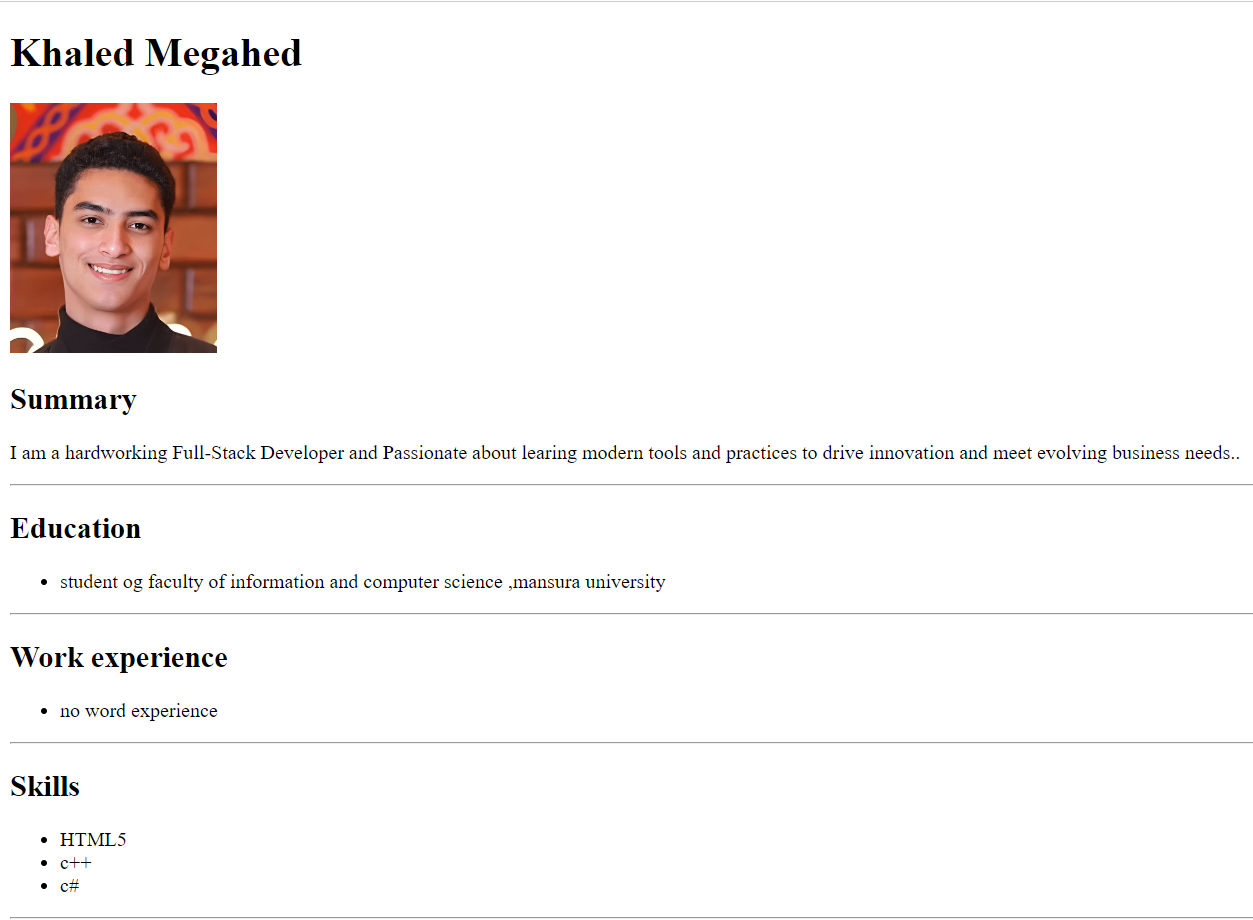 Khaled Megahed
Summary
I am a hardworking Full-Stack Developer and Passionate about learing modern tools and practices to drive innovation and meet evolving business needs..
Education
student og faculty of information and computer science ,mansura university
Work experience
no word experience
Skills
HTML5
c++
c#